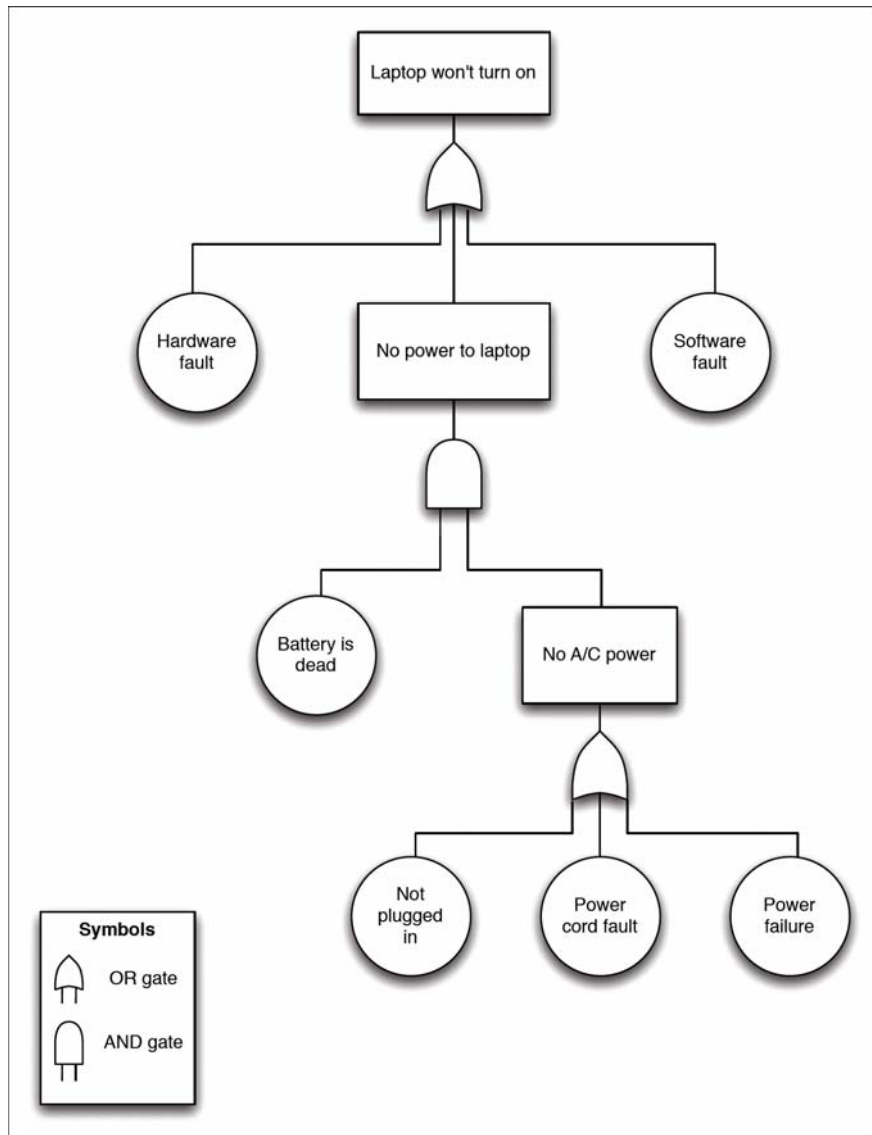 Laptop won't turn on
Hardware
fault
No power to laptop
Software
fault
Battery is
dead
No A/C power
Not
plugged
in
Power
cord fault
Power
failure
Symbols
OR gate
AND gate